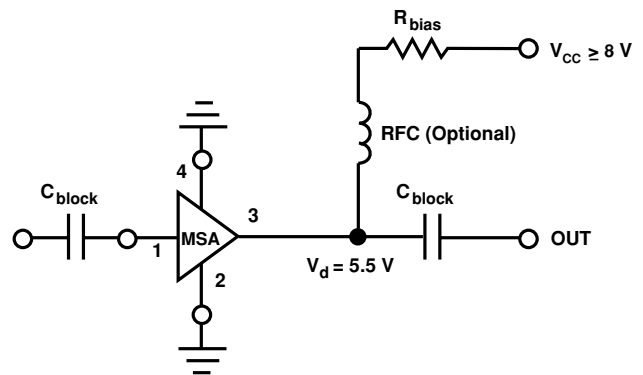 R_bias
V_CC ≥ 8 V
RFC (Optional)
4
C_block
C_block
3
MSA
1
OUT
2
V_d = 5.5 V